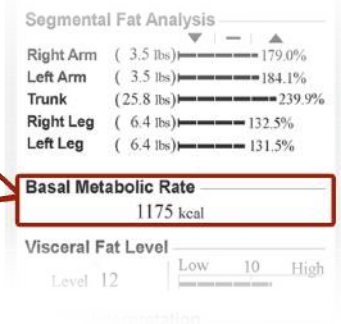 Segmental Fat Analysis
Right Arm ( 3.5 lbs) 179.0%
Left Arm ( 3.5 lbs) 184.1%
Trunk (25.8 lbs) 239.9%
Right Leg ( 6.4 lbs) 132.5%
Left Leg ( 6.4 lbs) 131.5%
Basal Metabolic Rate
1175 kcal
Visceral Fat Level
Low 10 High
Level 12